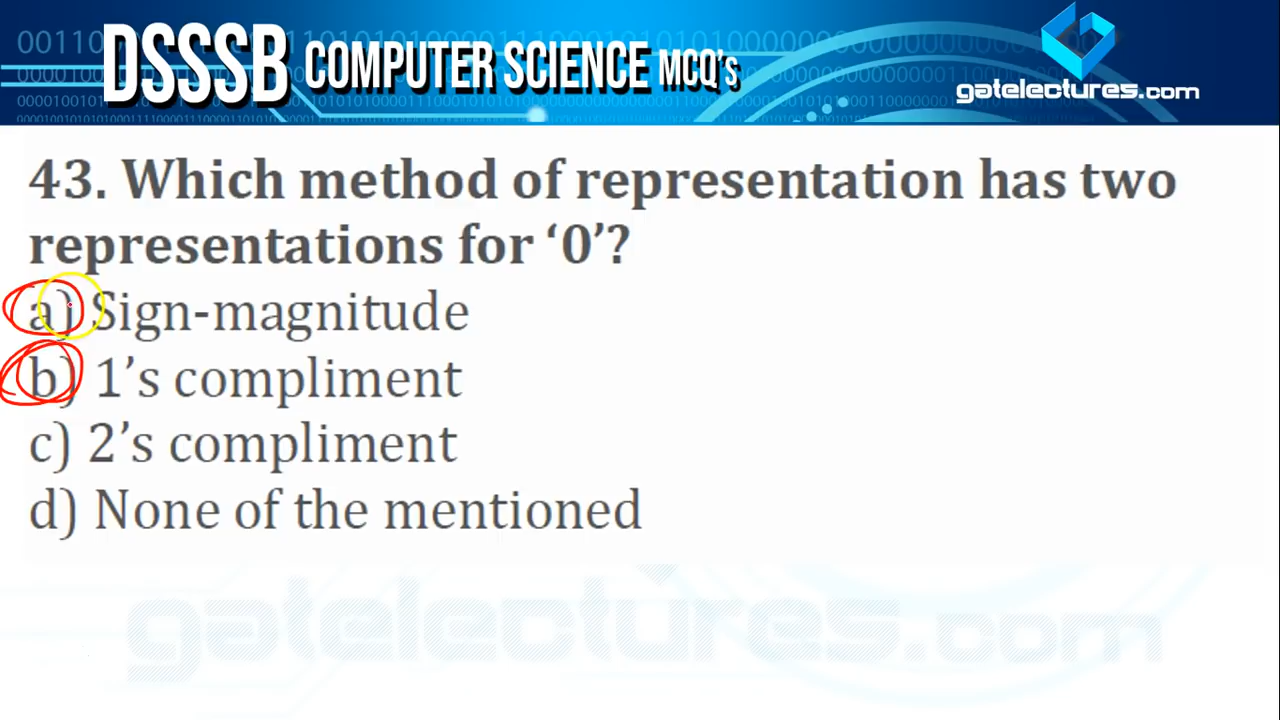 DSSSB COMPUTER SCIENCE MCQ's
gatelectures.com
43. Which method of representation has two
representations for ‘0’?
a) Sign-magnitude
b) 1’s compliment
c) 2’s compliment
d) None of the mentioned
gatelectures.com